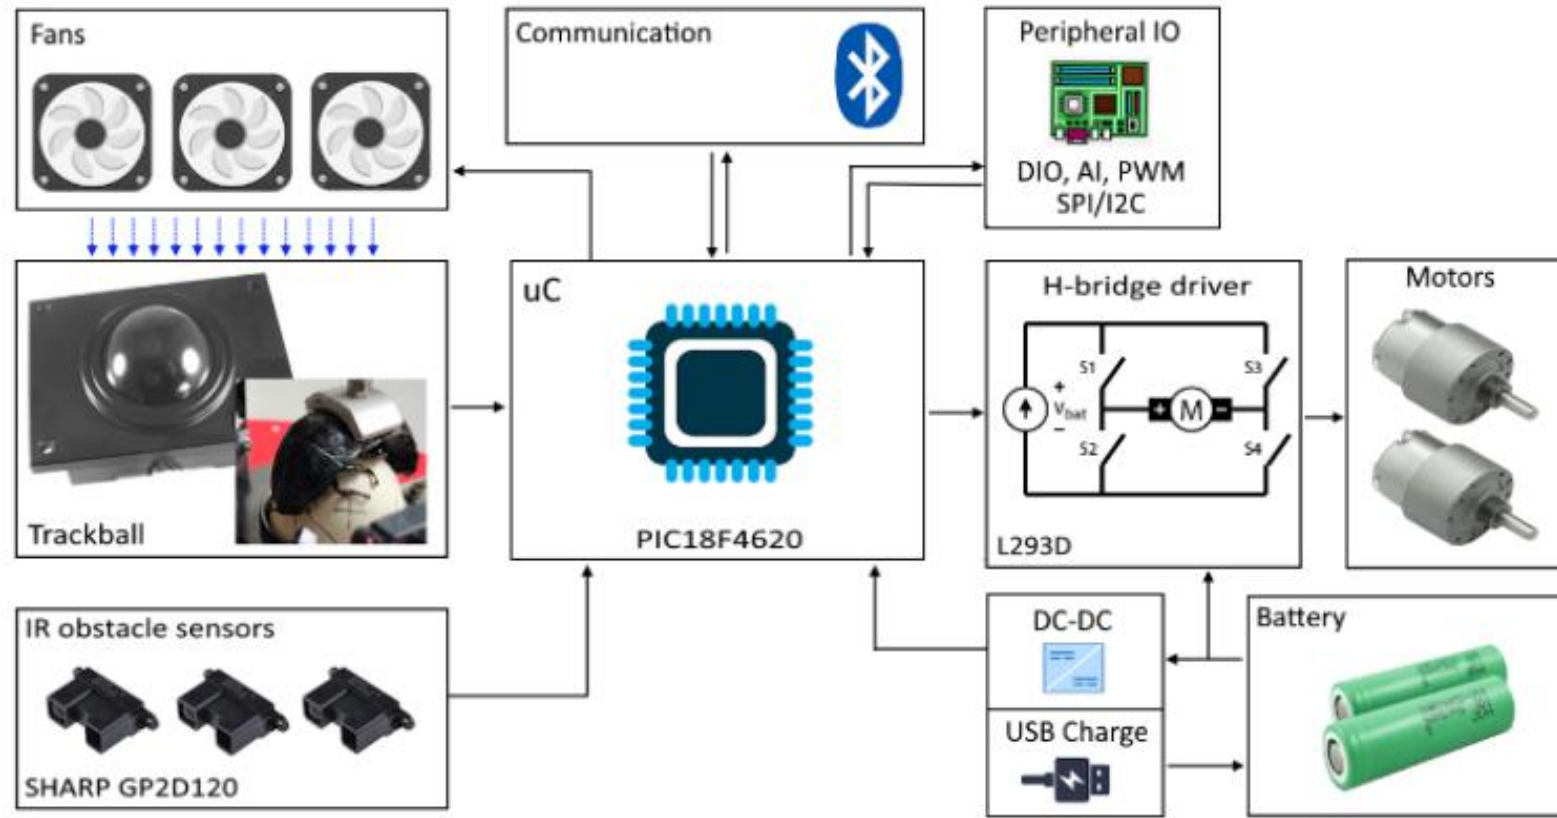 Fans
Communication
Peripheral IO
DIO, AI, PWM
SPI/I2C
Trackball
uC
PIC18F4620
H-bridge driver
S1
S3
+
Vbat
−
+ M −
S2
S4
L293D
Motors
IR obstacle sensors
SHARP GP2D120
DC-DC
USB Charge
Battery